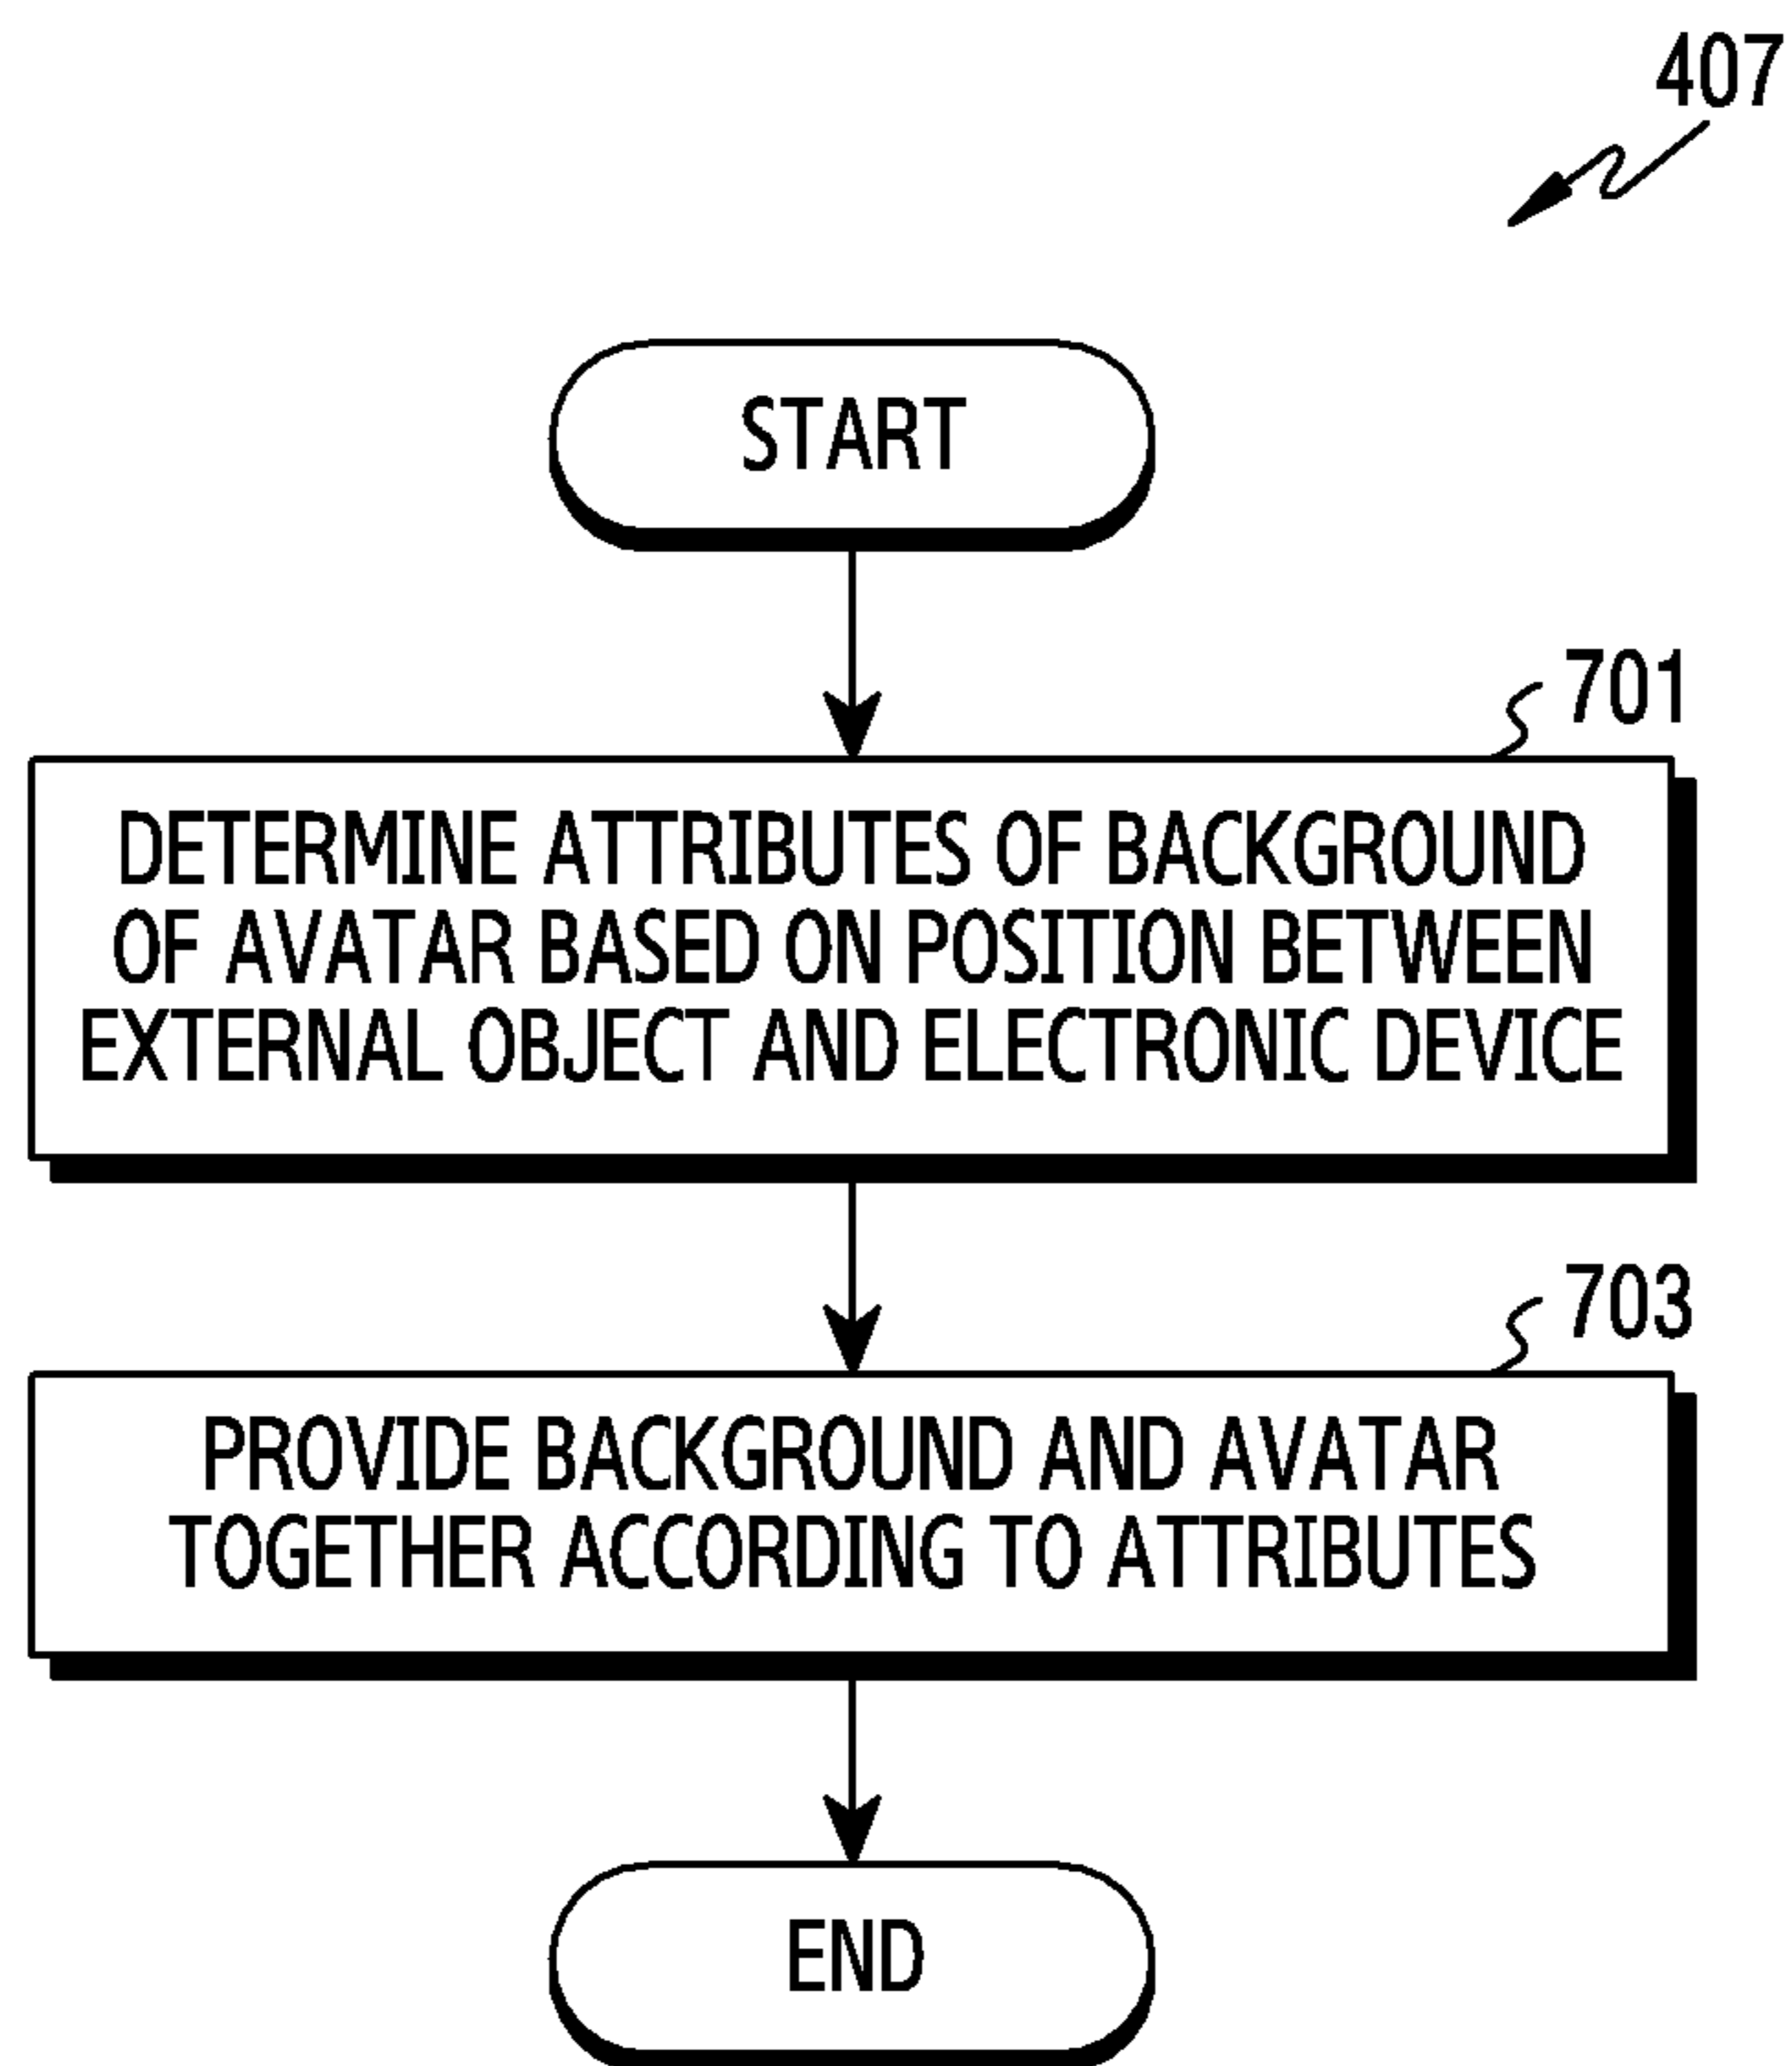 407
START
701
DETERMINE ATTRIBUTES OF BACKGROUND
OF AVATAR BASED ON POSITION BETWEEN
EXTERNAL OBJECT AND ELECTRONIC DEVICE
703
PROVIDE BACKGROUND AND AVATAR
TOGETHER ACCORDING TO ATTRIBUTES
END